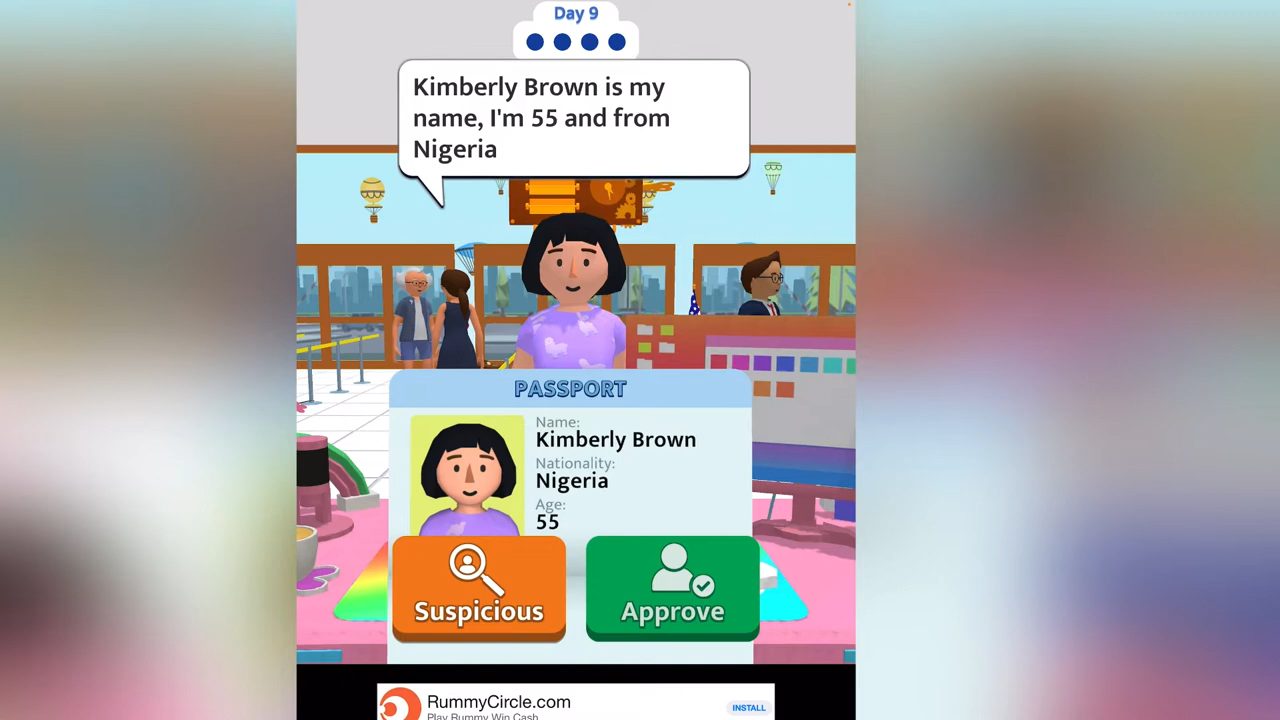 Day 9
Kimberly Brown is my
name, I'm 55 and from
Nigeria
PASSPORT
Name:
Kimberly Brown
Nationality:
Nigeria
Age:
55
Suspicious
Approve
RummyCircle.com
Play Rummy Win Cash
INSTALL